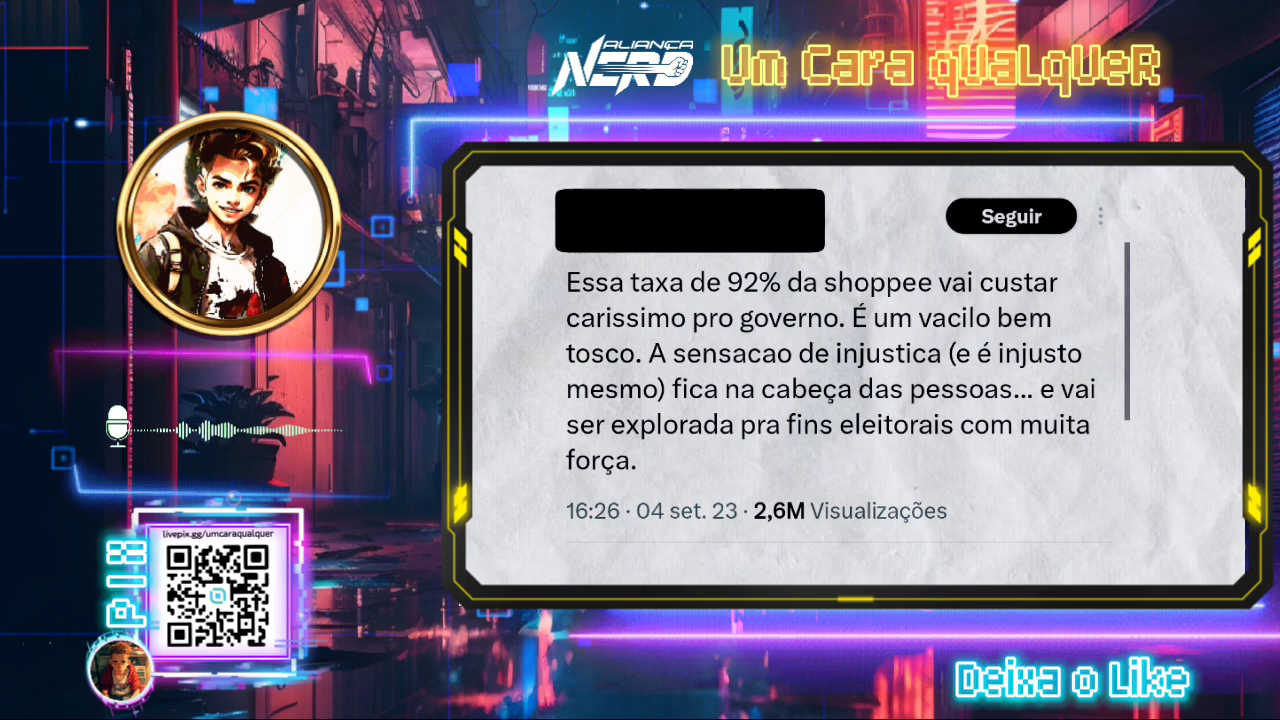 ALIANÇA
NERD
Um Cara qUaLqUeR
Seguir
Essa taxa de 92% da shoppee vai custar
carissimo pro governo. É um vacilo bem
tosco. A sensacao de injustica (e é injusto
mesmo) fica na cabeça das pessoas... e vai
ser explorada pra fins eleitorais com muita
força.
16:26 · 04 set. 23 · 2,6M Visualizações
livepix.gg/umcaraqualquer
PIX
Deixa o Like